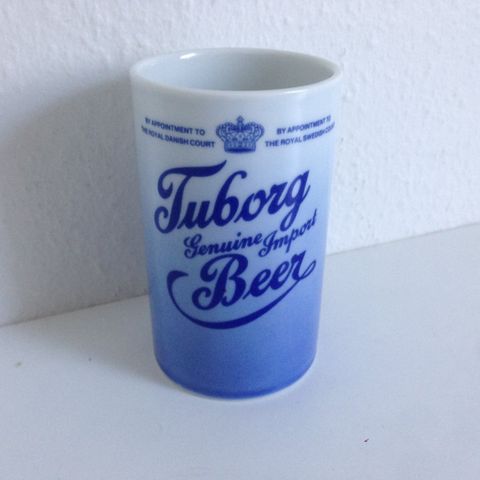 BY APPOINTMENT TO
THE ROYAL DANISH COURT
BY APPOINTMENT TO
THE ROYAL SWEDISH COURT
Tuborg
Genuine Import
Beer